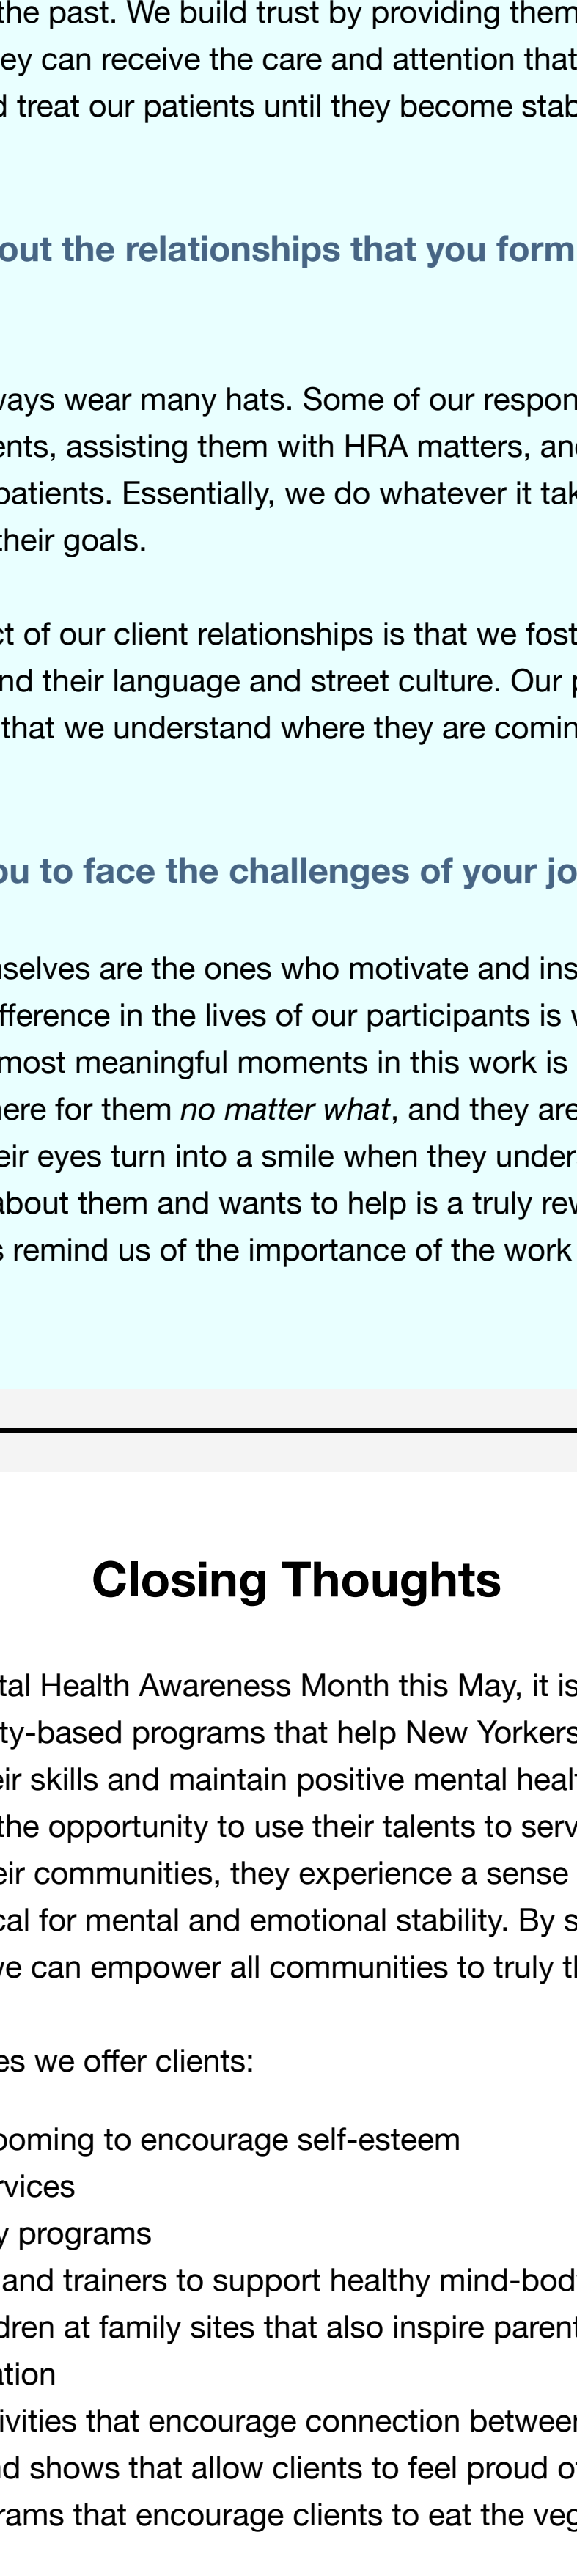 the past. We build trust by providing them
ey can receive the care and attention that
d treat our patients until they become stab
out the relationships that you form
ways wear many hats. Some of our respon
ents, assisting them with HRA matters, and
patients. Essentially, we do whatever it tak
their goals.
ct of our client relationships is that we fost
nd their language and street culture. Our p
that we understand where they are comin
ou to face the challenges of your jo
nselves are the ones who motivate and ins
fference in the lives of our participants is w
most meaningful moments in this work is
here for them no matter what, and they are
eir eyes turn into a smile when they under
about them and wants to help is a truly rev
s remind us of the importance of the work
Closing Thoughts
tal Health Awareness Month this May, it is
ty-based programs that help New Yorkers
eir skills and maintain positive mental healt
the opportunity to use their talents to serv
eir communities, they experience a sense
cal for mental and emotional stability. By s
ve can empower all communities to truly th
es we offer clients:
ooming to encourage self-esteem
rvices
y programs
and trainers to support healthy mind-bod
dren at family sites that also inspire parent
ation
ivities that encourage connection between
nd shows that allow clients to feel proud of
rams that encourage clients to eat the veg